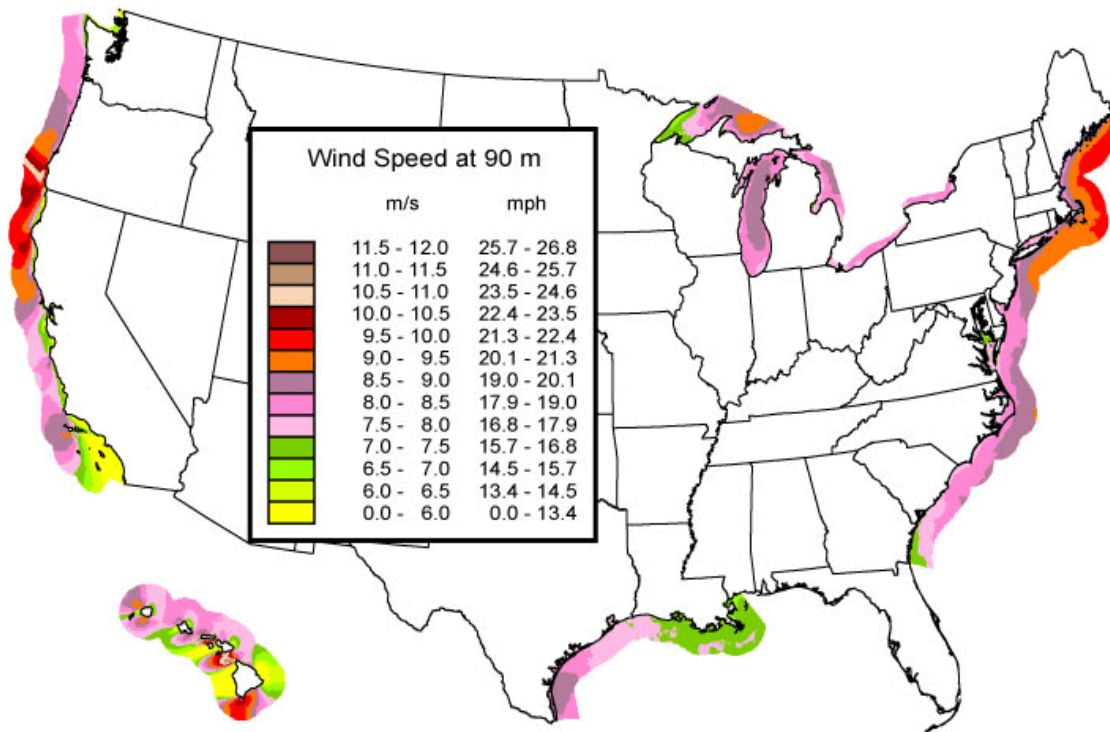 Wind Speed at 90 m
m/s mph
11.5 - 12.0 25.7 - 26.8
11.0 - 11.5 24.6 - 25.7
10.5 - 11.0 23.5 - 24.6
10.0 - 10.5 22.4 - 23.5
9.5 - 10.0 21.3 - 22.4
9.0 - 9.5 20.1 - 21.3
8.5 - 9.0 19.0 - 20.1
8.0 - 8.5 17.9 - 19.0
7.5 - 8.0 16.8 - 17.9
7.0 - 7.5 15.7 - 16.8
6.5 - 7.0 14.5 - 15.7
6.0 - 6.5 13.4 - 14.5
0.0 - 6.0 0.0 - 13.4